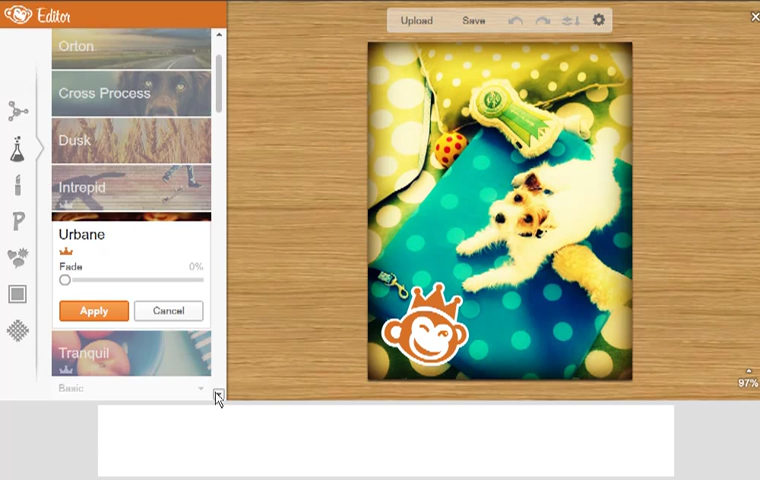 Editor
Upload
Save
Orton
Cross Process
Dusk
Intrepid
Urbane
Fade 0%
Apply
Cancel
Tranquil
Basic
97%